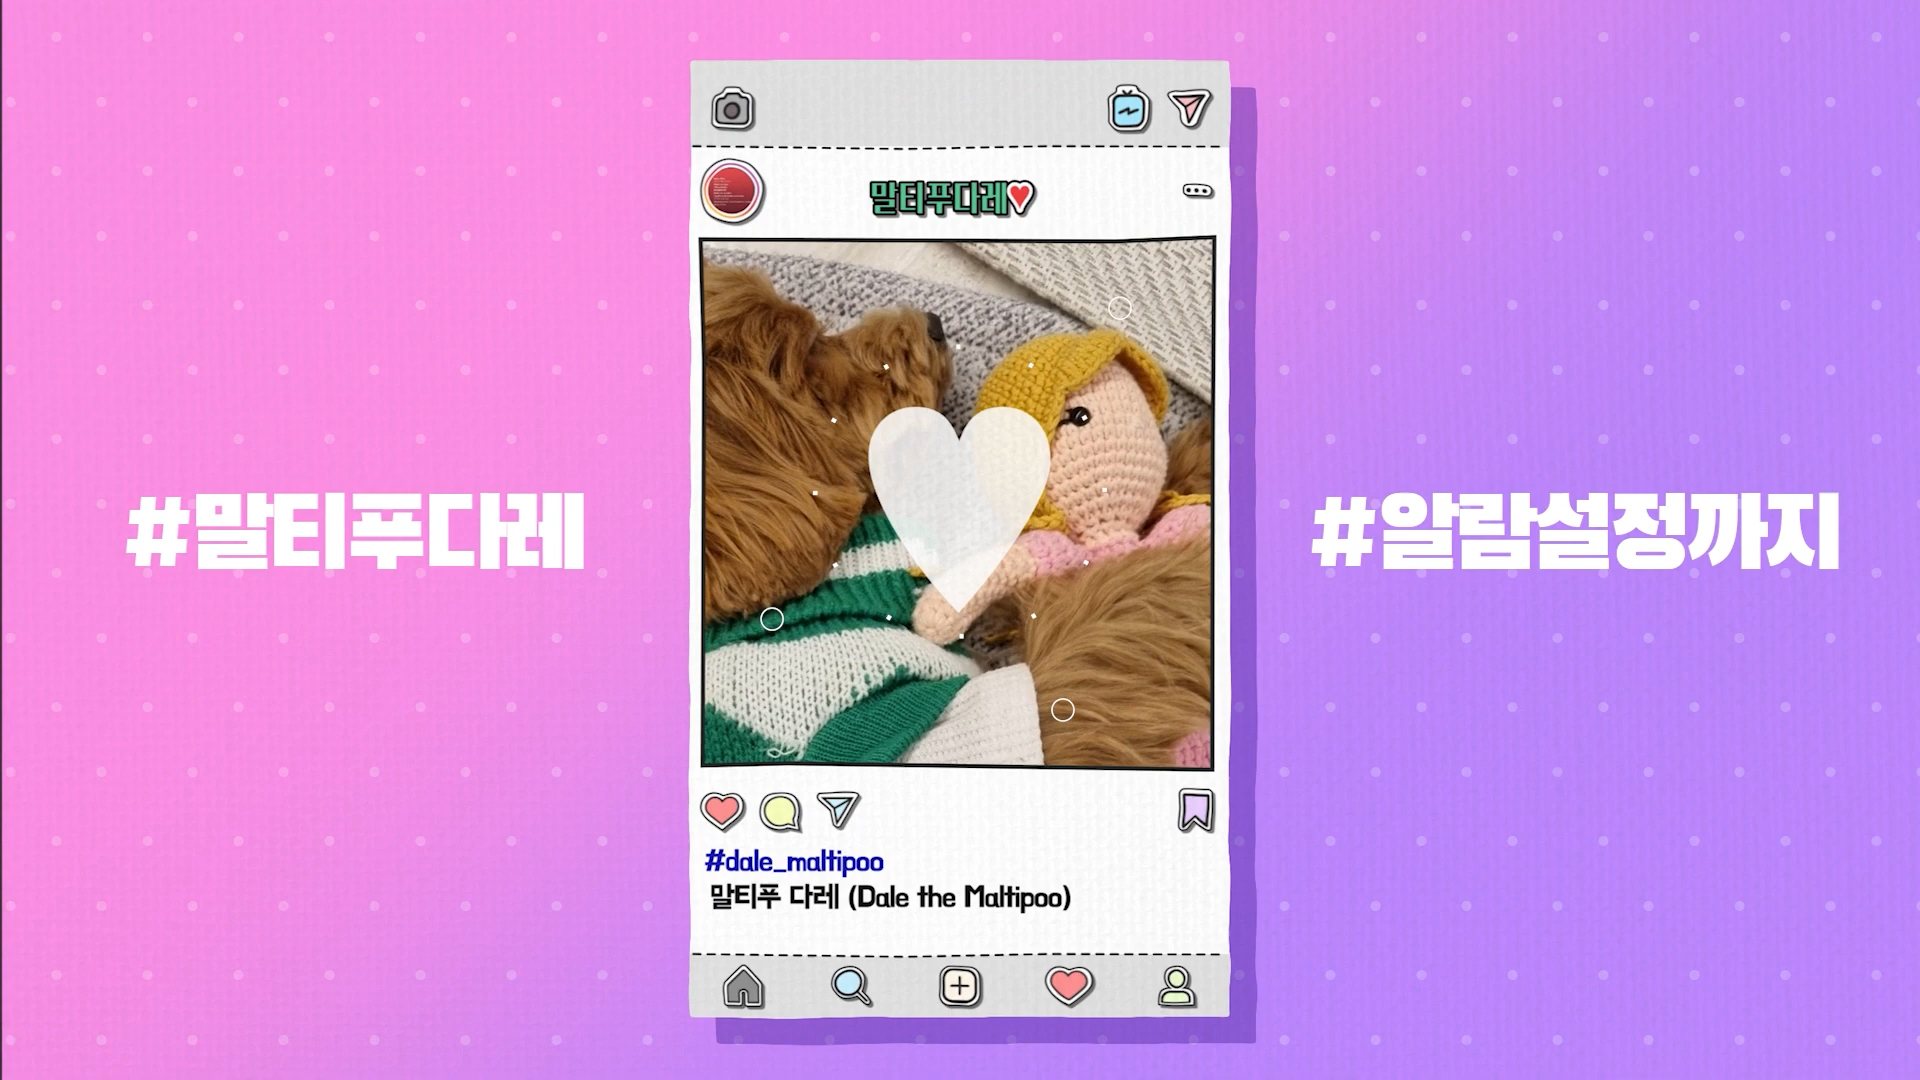 말티푸다레
#말티푸다레
#알람설정까지
#dale_maltipoo
말티푸 다레 (Dale the Maltipoo)